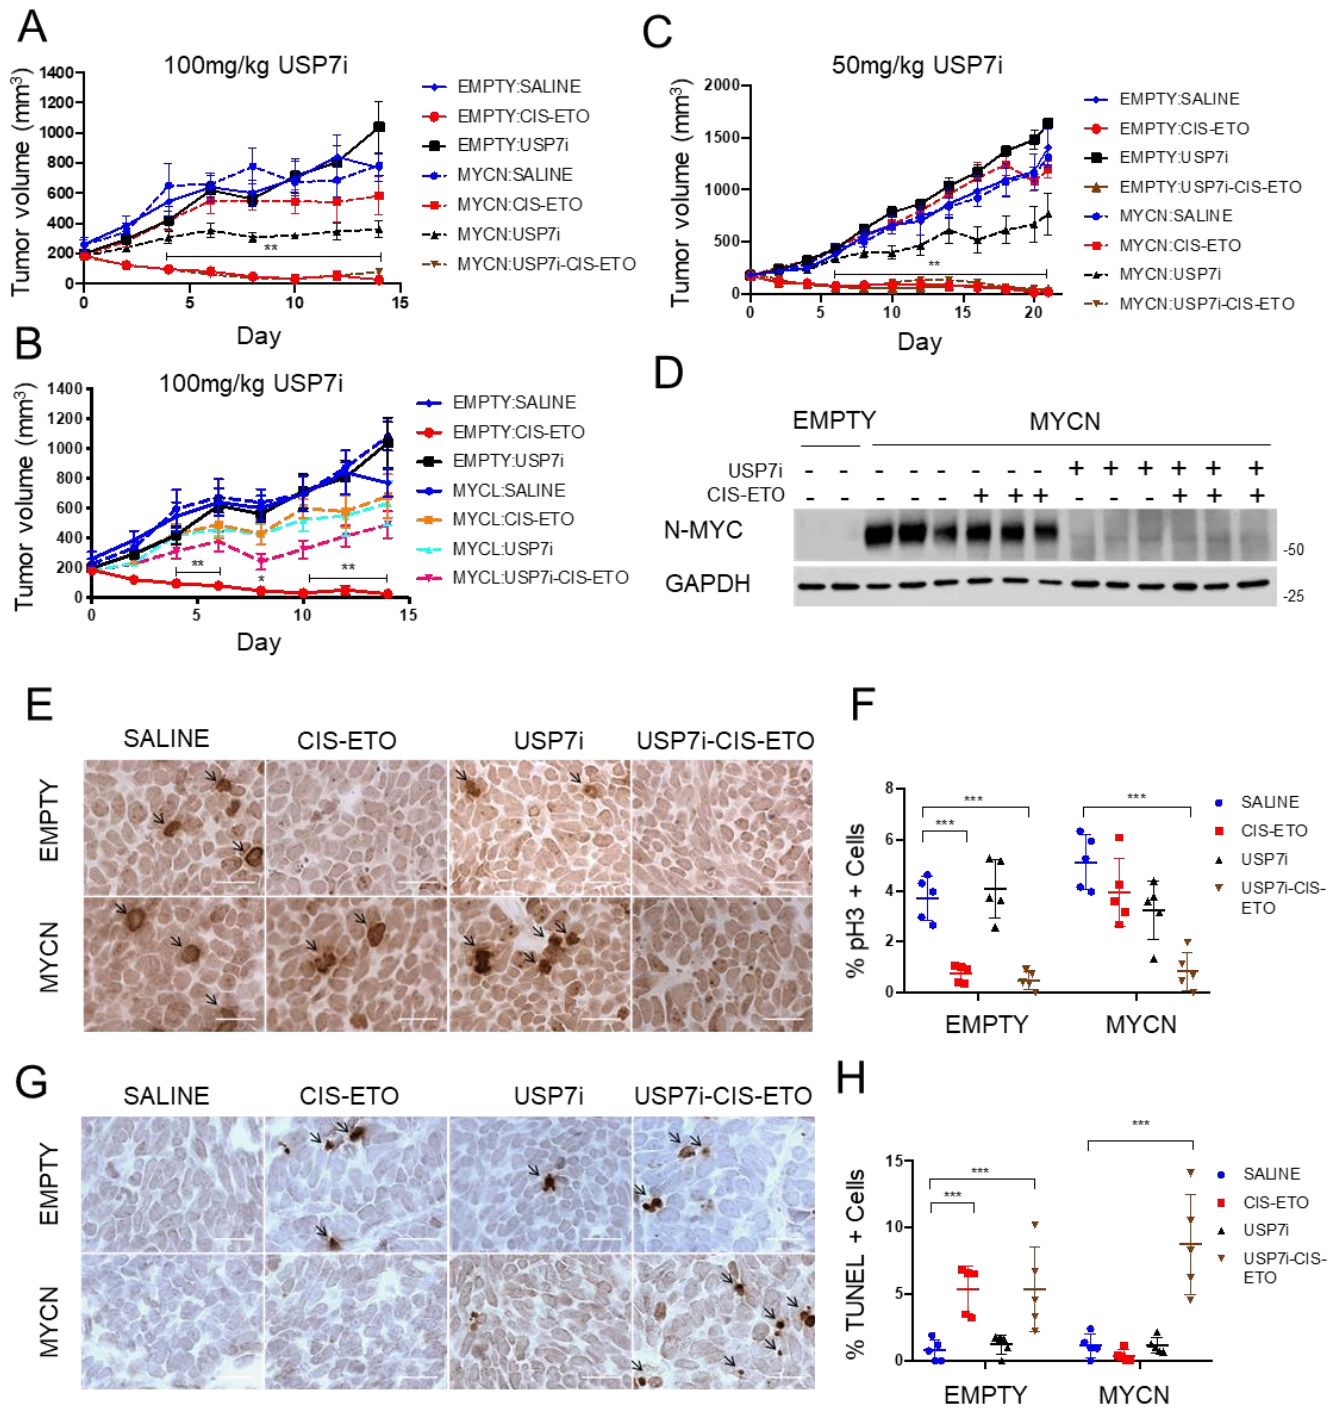 A
100mg/kg USP7i
Tumor volume (mm³)
1400
1200
1000
800
600
400
200
0
0 5 10 15
Day
**
EMPTY:SALINE
EMPTY:CIS-ETO
EMPTY:USP7i
MYCN:SALINE
MYCN:CIS-ETO
MYCN:USP7i
MYCN:USP7i-CIS-ETO
B
100mg/kg USP7i
Tumor volume (mm³)
1400
1200
1000
800
600
400
200
0
0 5 10 15
Day
** * **
EMPTY:SALINE
EMPTY:CIS-ETO
EMPTY:USP7i
MYCL:SALINE
MYCL:CIS-ETO
MYCL:USP7i
MYCL:USP7i-CIS-ETO
C
50mg/kg USP7i
Tumor volume (mm³)
2000
1500
1000
500
0
0 5 10 15 20
Day
**
EMPTY:SALINE
EMPTY:CIS-ETO
EMPTY:USP7i
EMPTY:USP7i-CIS-ETO
MYCN:SALINE
MYCN:CIS-ETO
MYCN:USP7i
MYCN:USP7i-CIS-ETO
D
EMPTY MYCN
USP7i - - - - - - - - + + + + + +
CIS-ETO - - - - - + + + - - - + + +
N-MYC
-50
GAPDH
-25
E
SALINE CIS-ETO USP7i USP7i-CIS-ETO
EMPTY
MYCN
F
% pH3 + Cells
8
6
4
2
0
*** *** ***
EMPTY MYCN
SALINE
CIS-ETO
USP7i
USP7i-CIS-
ETO
G
SALINE CIS-ETO USP7i USP7i-CIS-ETO
EMPTY
MYCN
H
% TUNEL + Cells
15
10
5
0
*** *** ***
EMPTY MYCN
SALINE
CIS-ETO
USP7i
USP7i-CIS-
ETO